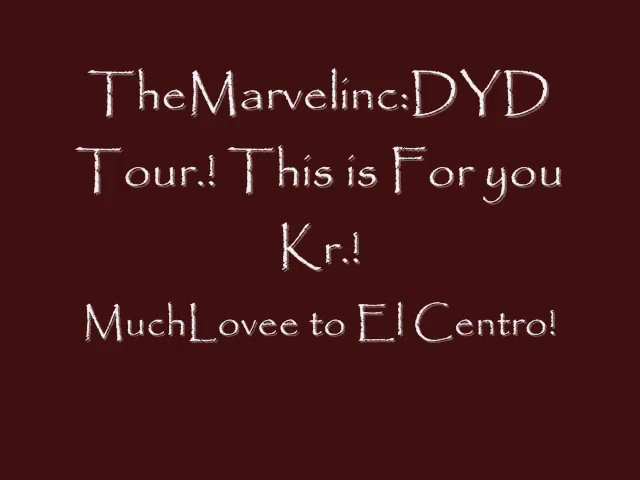 TheMarvelinc:DYD
Tour.! This is For you
Kr.!
MuchLovee to El Centro!